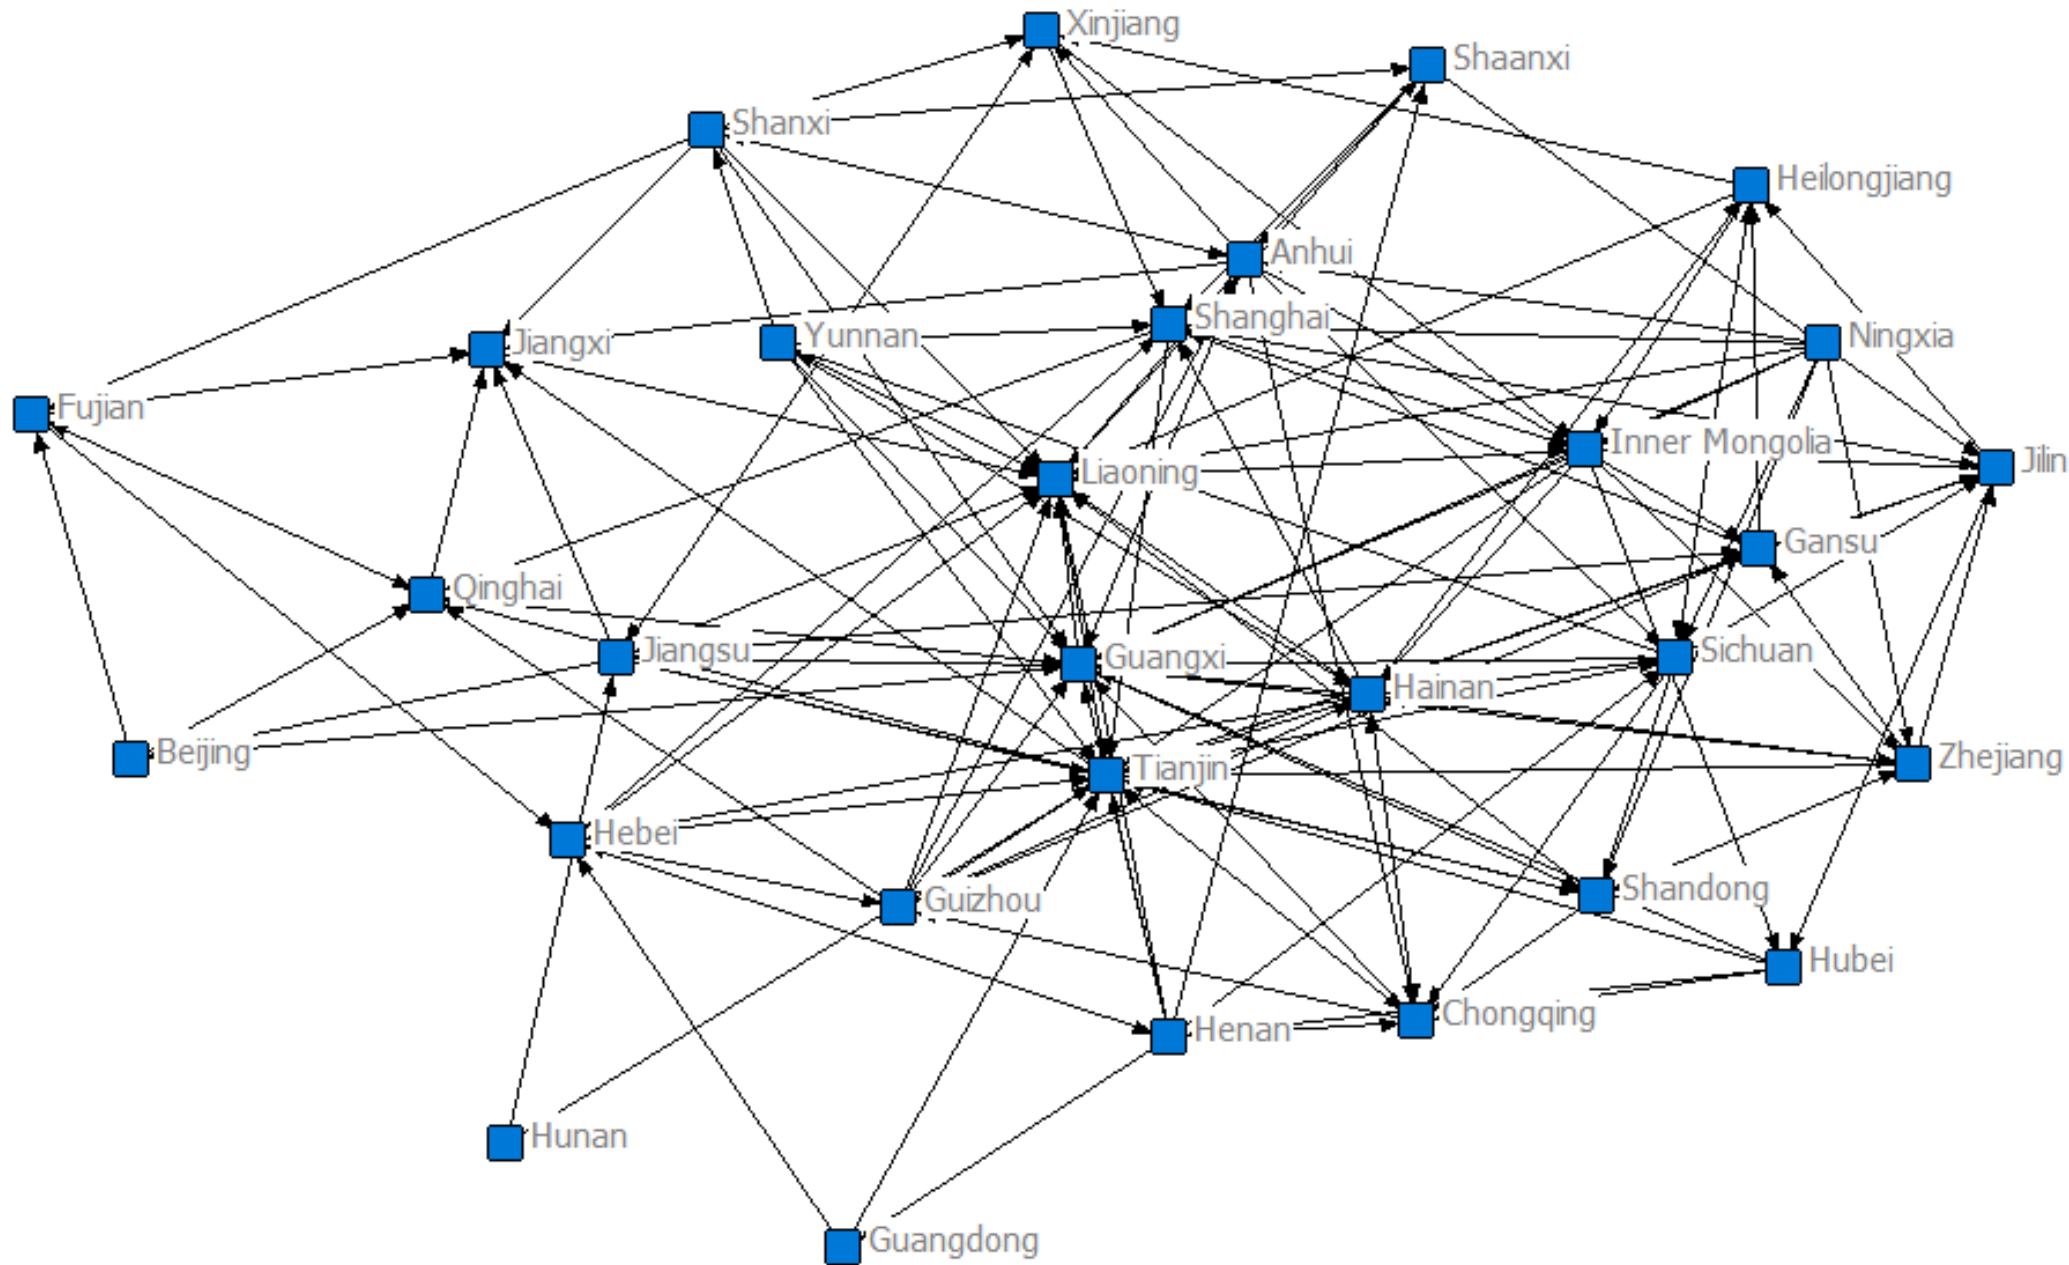 Xinjiang
Shaanxi
Shanxi
Heilongjiang
Anhui
Shanghai
Yunnan
Jiangxi
Ningxia
Fujian
Inner Mongolia
Liaoning
Jilin
Gansu
Qinghai
Jiangsu
Guangxi
Sichuan
Hainan
Beijing
Tianjin
Zhejiang
Hebei
Guizhou
Shandong
Hubei
Chongqing
Henan
Hunan
Guangdong